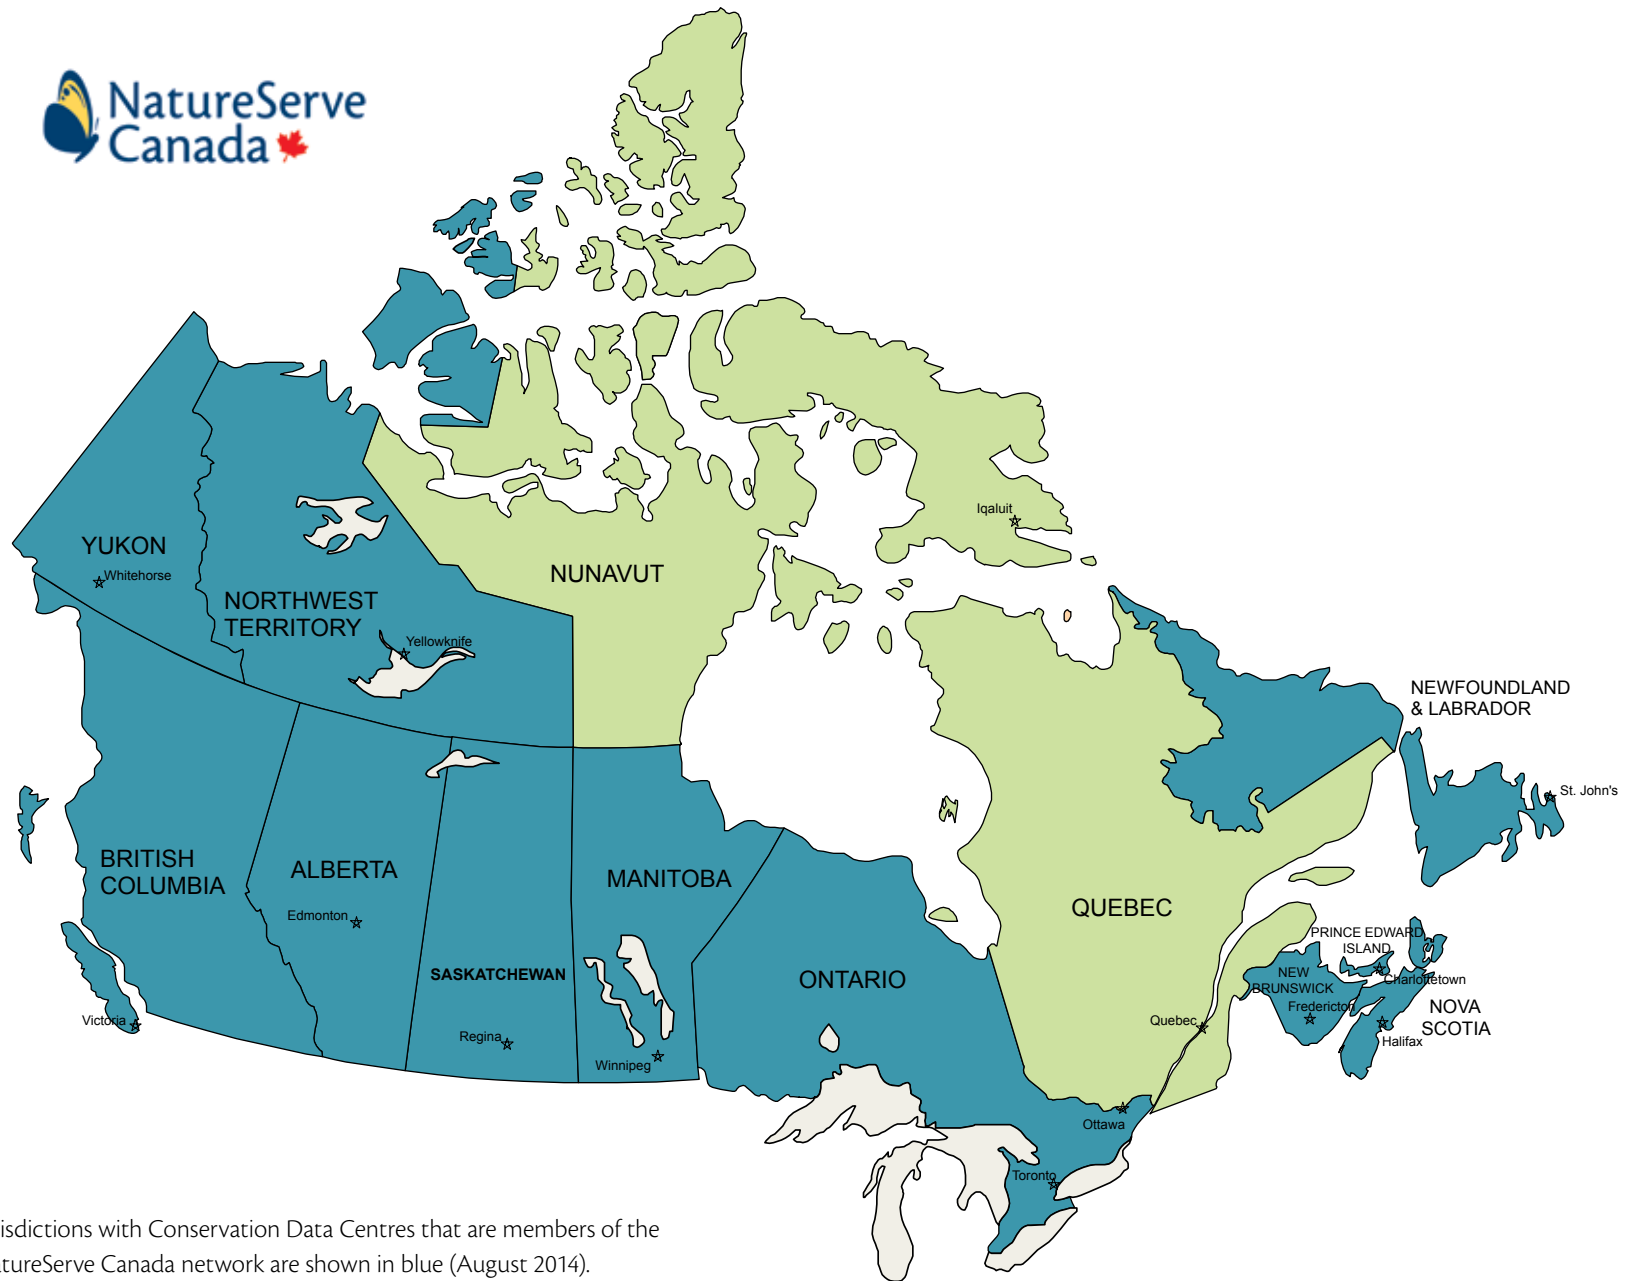 NatureServe
Canada
Iqaluit
YUKON
Whitehorse
NUNAVUT
NORTHWEST
TERRITORY
Yellowknife
NEWFOUNDLAND
& LABRADOR
St. John's
BRITISH
COLUMBIA
ALBERTA
MANITOBA
Edmonton
QUEBEC
PRINCE EDWARD
ISLAND
SASKATCHEWAN
ONTARIO
NEW
BRUNSWICK
Charlottetown
Fredericton
NOVA
SCOTIA
Victoria
Quebec
Regina
Halifax
Winnipeg
Ottawa
Toronto
isdictions with Conservation Data Centres that are members of the
atureServe Canada network are shown in blue (August 2014).